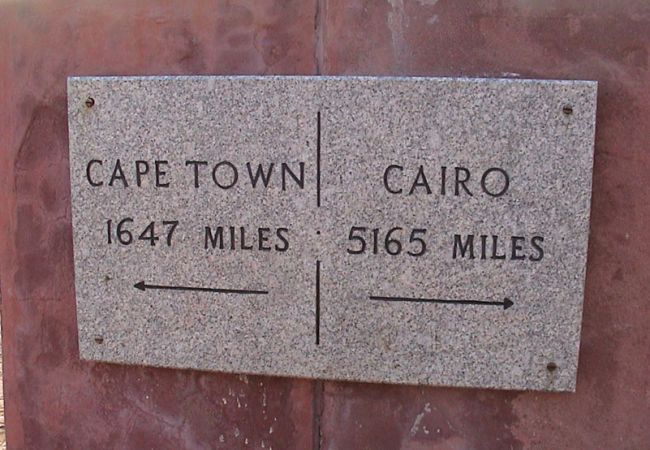 CAPE TOWN
1647 MILES
CAIRO
5165 MILES